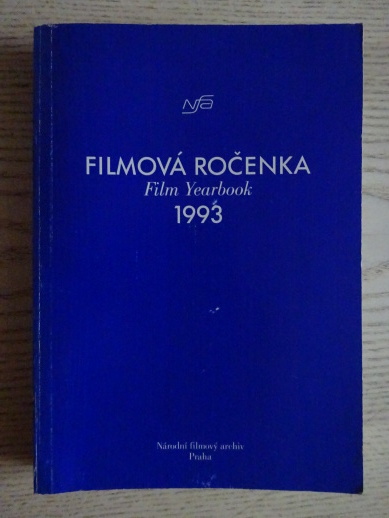 nfa
FILMOVÁ ROČENKA
Film Yearbook
1993
Národní filmový archiv
Praha